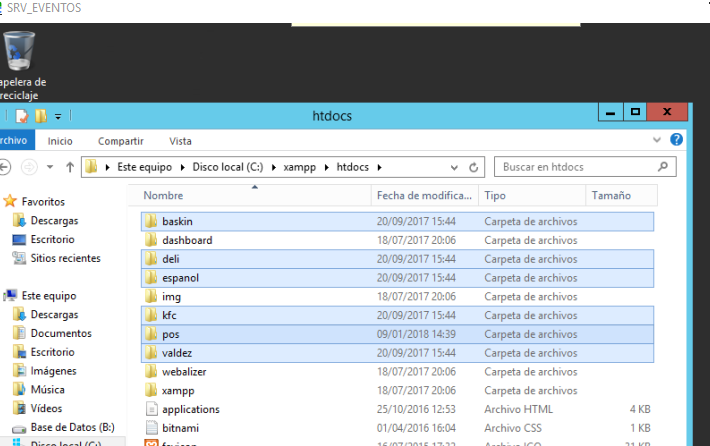 SRV_EVENTOS
apelera de
reciclaje
htdocs
rchivo Inicio Compartir Vista
Este equipo Disco local (C:) xampp htdocs Buscar en htdocs
Nombre Fecha de modifica... Tipo Tamaño
Favoritos
Descargas
Escritorio
Sitios recientes
Este equipo
Descargas
Documentos
Escritorio
Imágenes
Música
Vídeos
Base de Datos (B:)
Disco local (C:)
baskin 20/09/2017 15:44 Carpeta de archivos
dashboard 18/07/2017 20:06 Carpeta de archivos
deli 20/09/2017 15:44 Carpeta de archivos
espanol 20/09/2017 15:44 Carpeta de archivos
img 18/07/2017 20:06 Carpeta de archivos
kfc 20/09/2017 15:44 Carpeta de archivos
pos 09/01/2018 14:39 Carpeta de archivos
valdez 20/09/2017 15:44 Carpeta de archivos
webalizer 18/07/2017 20:06 Carpeta de archivos
xampp 18/07/2017 20:06 Carpeta de archivos
applications 25/10/2016 12:53 Archivo HTML 4 KB
bitnami 01/04/2016 16:04 Archivo CSS 1 KB